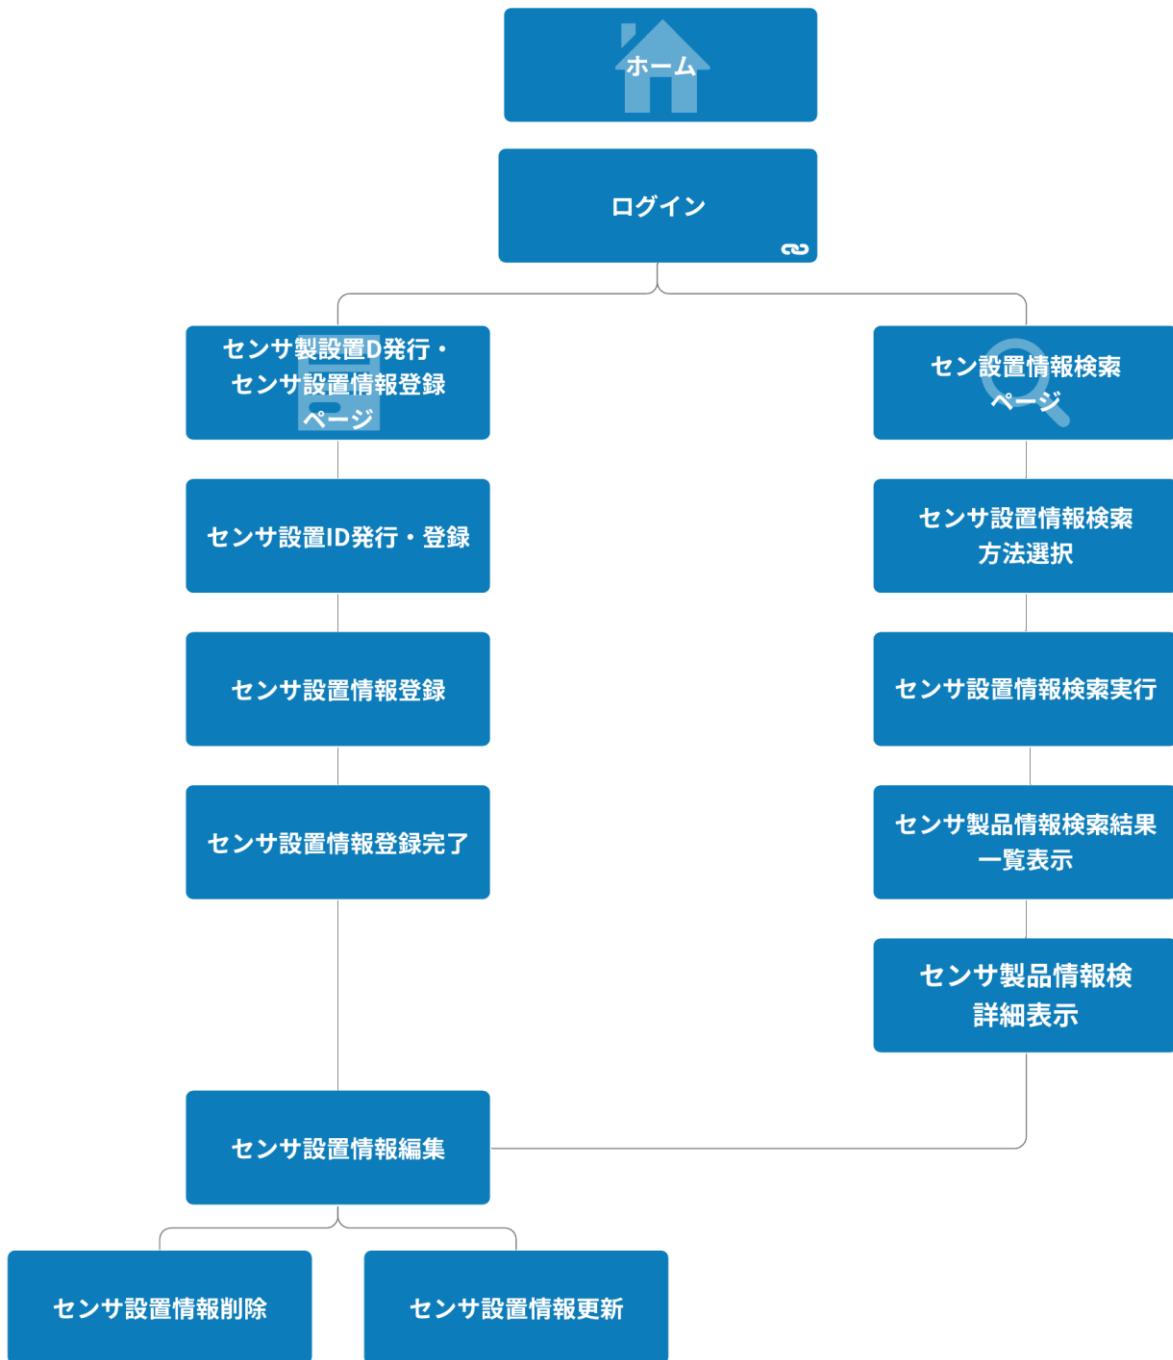 ホーム
ログイン
センサ製設置D発行・
センサ設置情報登録
ページ
セン設置情報検索
ページ
センサ設置ID発行・登録
センサ設置情報検索
方法選択
センサ設置情報登録
センサ設置情報検索実行
センサ設置情報登録完了
センサ製品情報検索結果
一覧表示
センサ製品情報検
詳細表示
センサ設置情報編集
センサ設置情報削除
センサ設置情報更新